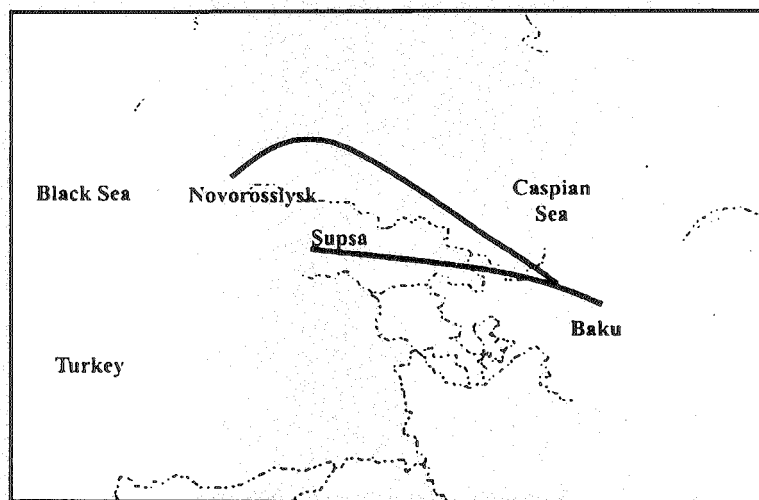 Black Sea
Novorossiysk
Caspian
Sea
Supsa
Baku
Turkey